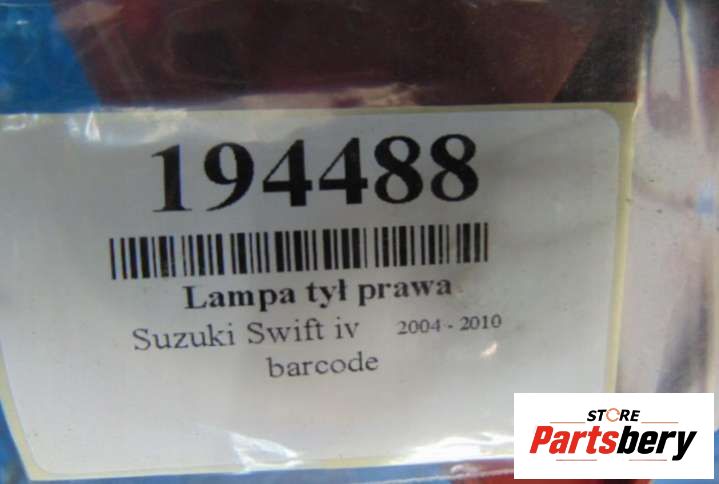 194488
Lampa tył prawa
Suzuki Swift iv 2004 - 2010
barcode
STORE
Partsbery